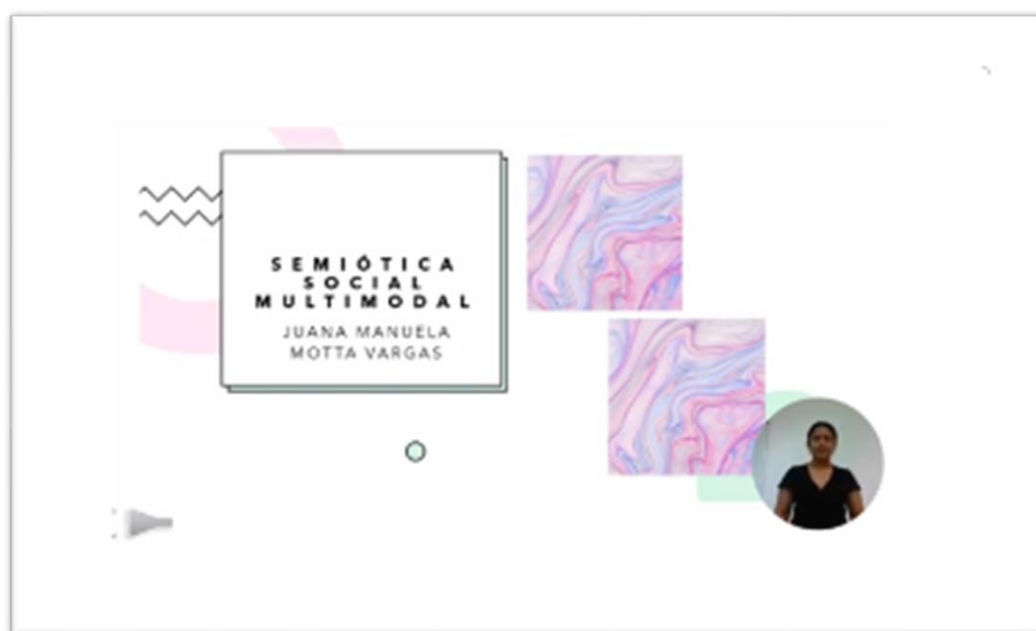 SEMIÓTICA
SOCIAL
MULTIMODAL
JUANA MANUELA
MOTTA VARGAS